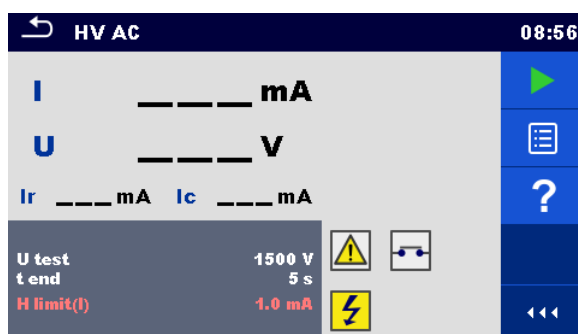 HV AC 08:56
I ___ mA
U ___ V
Ir ___ mA Ic ___ mA
U test 1500 V
t end 5 s
H limit(I) 1.0 mA
?